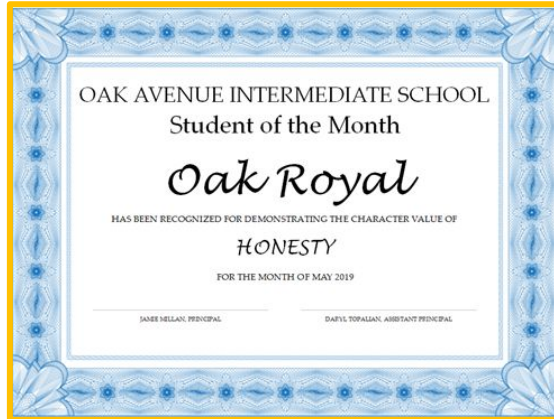 OAK AVENUE INTERMEDIATE SCHOOL
Student of the Month
Oak Royal
HAS BEEN RECOGNIZED FOR DEMONSTRATING THE CHARACTER VALUE OF
HONESTY
FOR THE MONTH OF MAY 2019
JAMIE MILLAN, PRINCIPAL
DARYL TOPALIAN, ASSISTANT PRINCIPAL